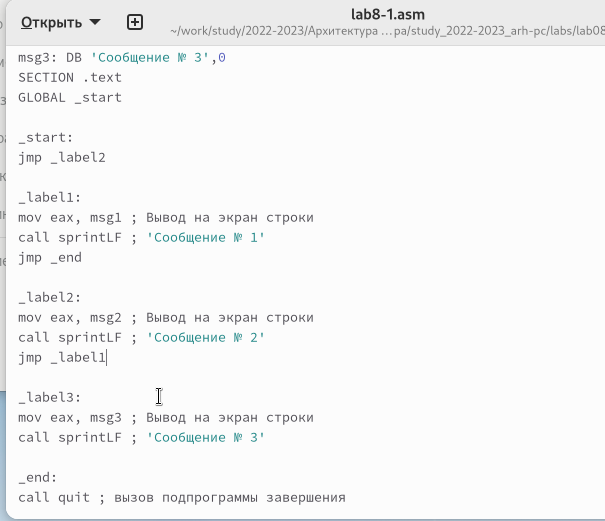 Открыть
lab8-1.asm
~/work/study/2022-2023/Архитектура …pa/study_2022-2023_arh-pc/labs/lab08
msg3: DB 'Сообщение № 3',0
SECTION .text
GLOBAL _start
_start:
jmp _label2
_label1:
mov eax, msg1 ; Вывод на экран строки
call sprintLF ; 'Сообщение № 1'
jmp _end
_label2:
mov eax, msg2 ; Вывод на экран строки
call sprintLF ; 'Сообщение № 2'
jmp _label1
_label3:
mov eax, msg3 ; Вывод на экран строки
call sprintLF ; 'Сообщение № 3'
_end:
call quit ; вызов подпрограммы завершения